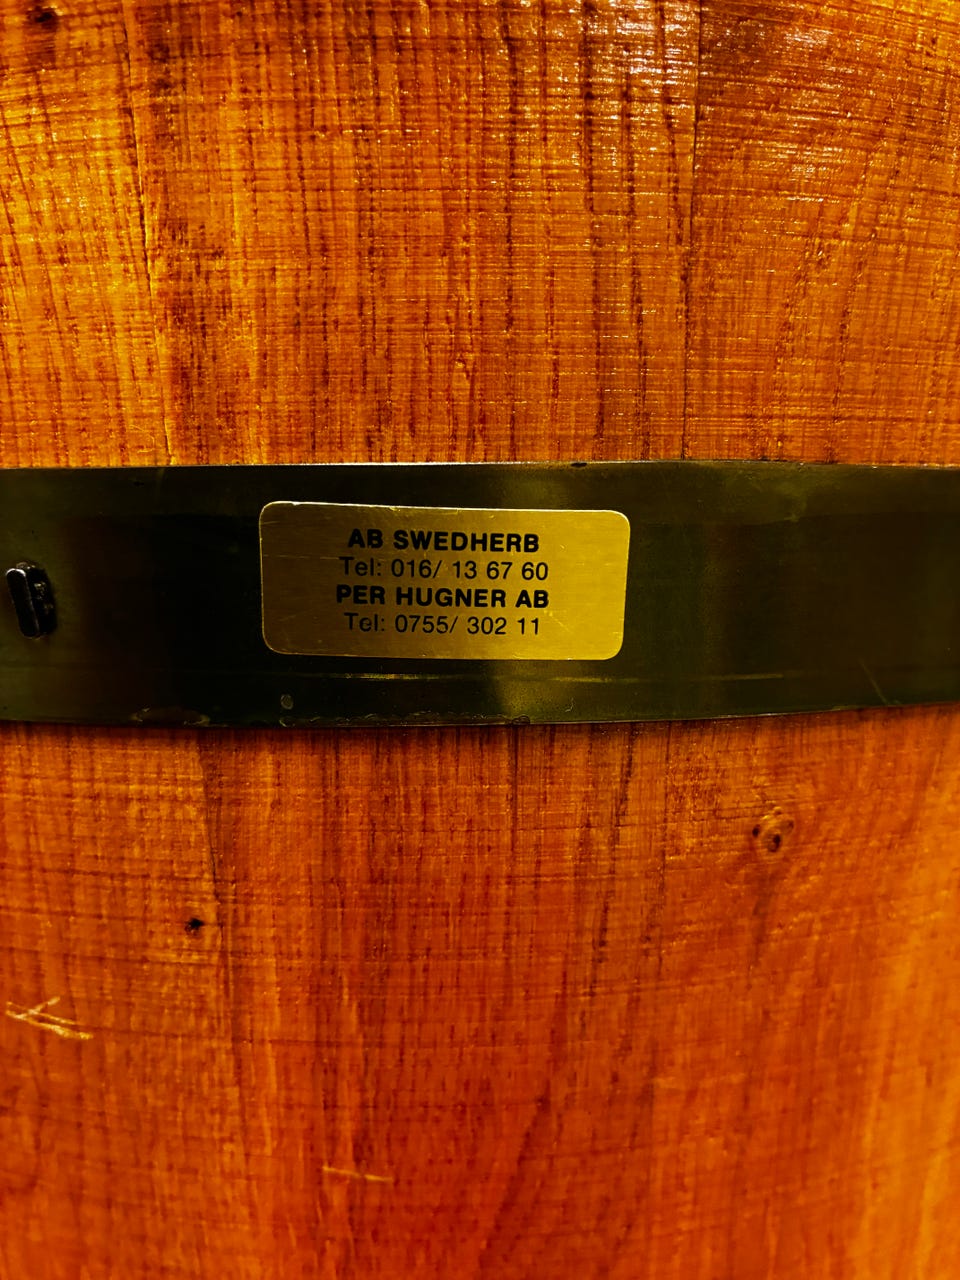 AB SWEDHERB
Tel: 016/ 13 67 60
PER HUGNER AB
Tel: 0755/ 302 11